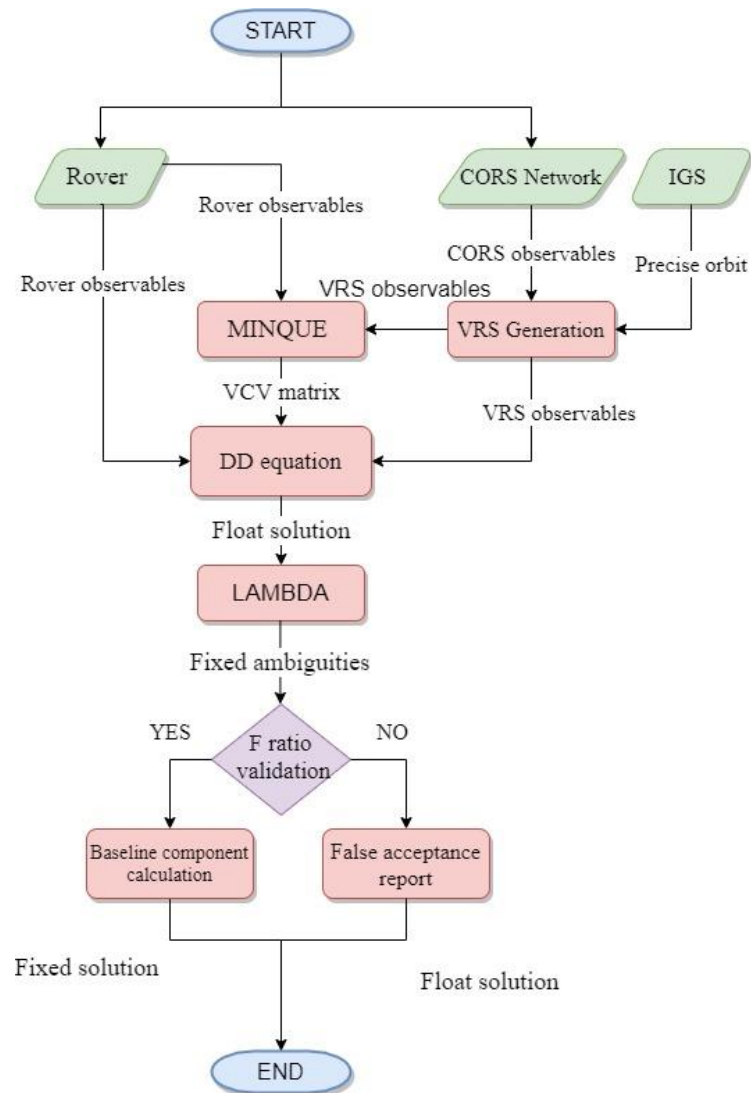 START
Rover
CORS Network
IGS
Rover observables
CORS observables
Precise orbit
Rover observables
VRS observables
MINQUE
VRS Generation
VCV matrix
VRS observables
DD equation
Float solution
LAMBDA
Fixed ambiguities
YES
NO
F ratio
validation
Baseline component
calculation
False acceptance
report
Fixed solution
Float solution
END